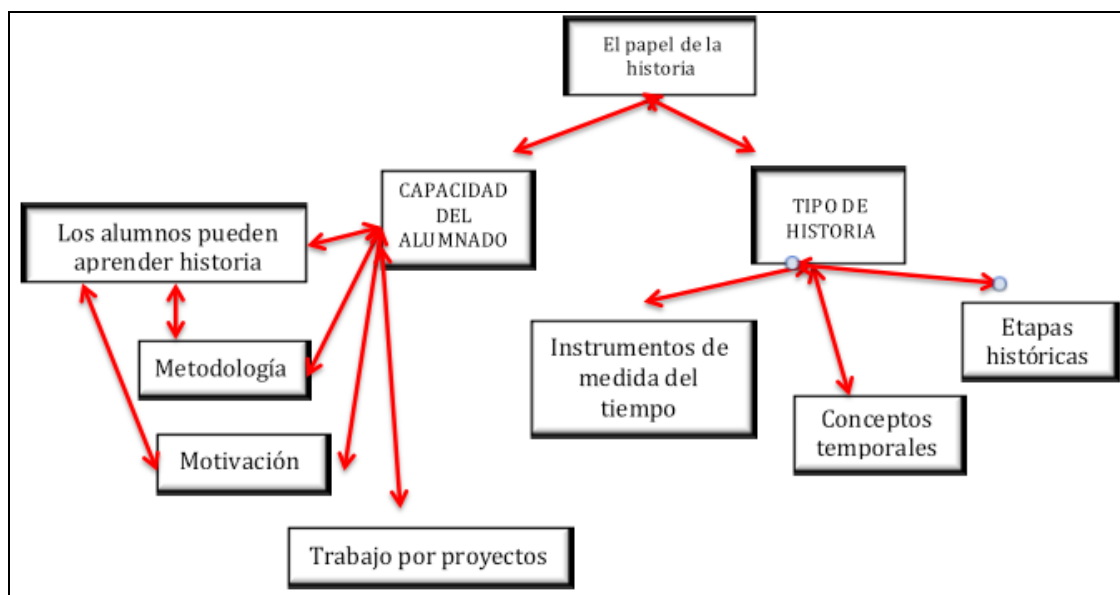 El papel de la
historia
CAPACIDAD
DEL
ALUMNADO
TIPO DE
HISTORIA
Los alumnos pueden
aprender historia
Metodología
Motivación
Trabajo por proyectos
Instrumentos de
medida del
tiempo
Conceptos
temporales
Etapas
históricas